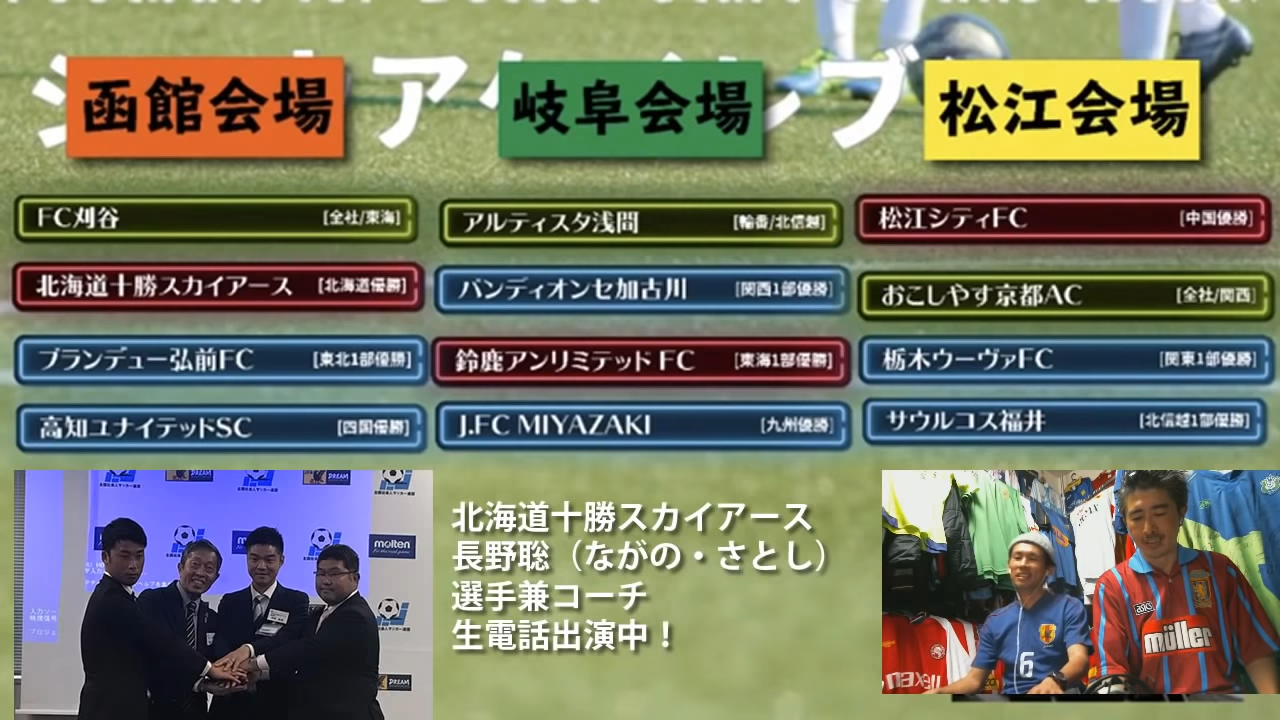 函館会場
岐阜会場
松江会場
FC刈谷 [全社/東海]
北海道十勝スカイアース [北海道優勝]
ブランデュー弘前FC [東北1部優勝]
高知ユナイテッドSC [四国優勝]
アルティスタ浅間 [輪番/北信越]
バンディオンセ加古川 [関西1部優勝]
鈴鹿アンリミテッド FC [東海1部優勝]
J.FC MIYAZAKI [九州優勝]
松江シティFC [中国優勝]
おこしやす京都AC [全社/関西]
栃木ウーヴァFC [関東1部優勝]
サウルコス福井 [北信越1部優勝]
北海道十勝スカイアース
長野聡（ながの・さとし）
選手兼コーチ
生電話出演中！
molten
DREAM
DREAM
6
asics
müller